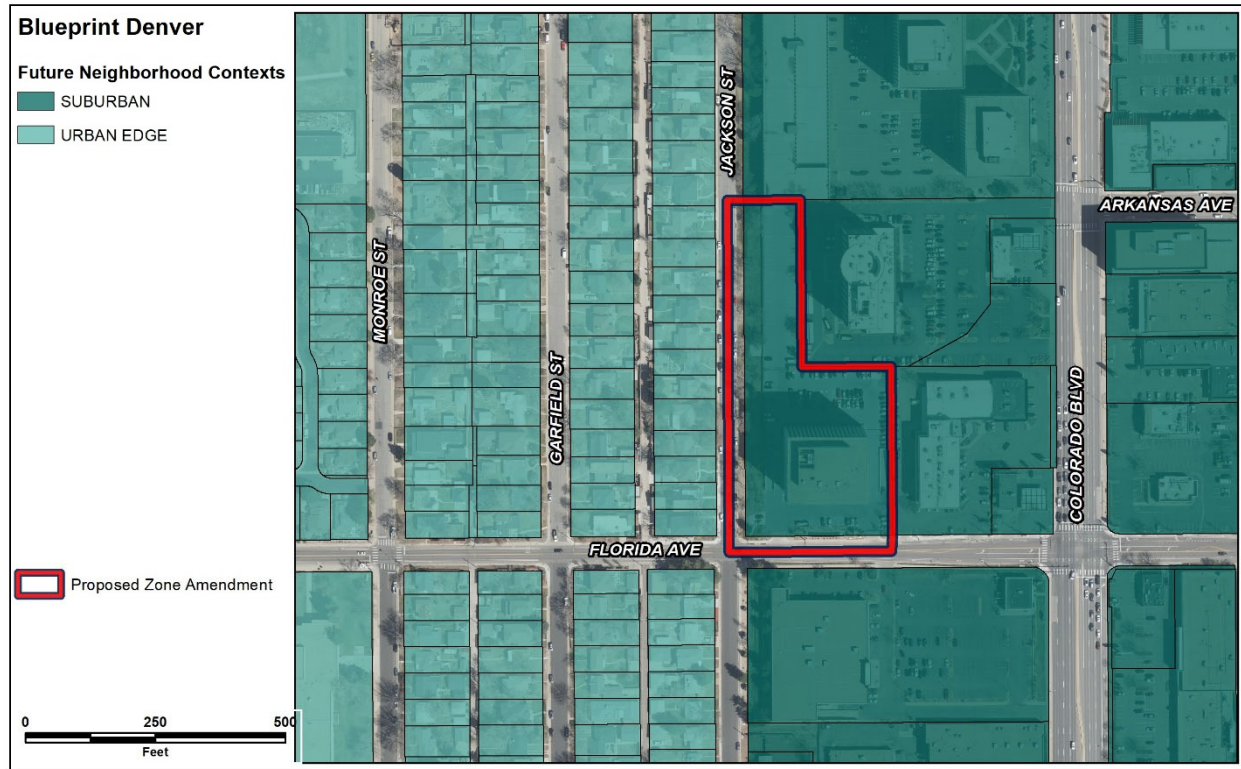 Blueprint Denver
Future Neighborhood Contexts
SUBURBAN
URBAN EDGE
Proposed Zone Amendment
0 250 500
Feet
MONROE ST
GARFIELD ST
JACKSON ST
ARKANSAS AVE
COLORADO BLVD
FLORIDA AVE